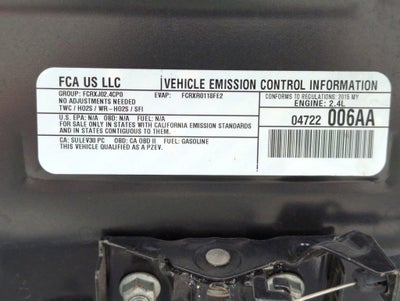 FCA US LLC
VEHICLE EMISSION CONTROL INFORMATION
GROUP: FCRXJ02.4CP0
EVAP: FCRXR0118FE2
CONFORMS TO REGULATIONS: 2015 MY
NO ADJUSTMENTS NEEDED
ENGINE: 2.4L
TWC / HO2S / WR-HO2S / SFI
U.S. EPA: N/A OBD: N/A FUEL: N/A
FOR SALE ONLY IN STATES WITH CALIFORNIA EMISSION STANDARDS
AND IN STATES CONTIGUOUS TO THEM.
04722 006AA
CA: SULEV30 PC OBD: CA OBD II FUEL: GASOLINE
THIS VEHICLE QUALIFIED AS A PZEV.